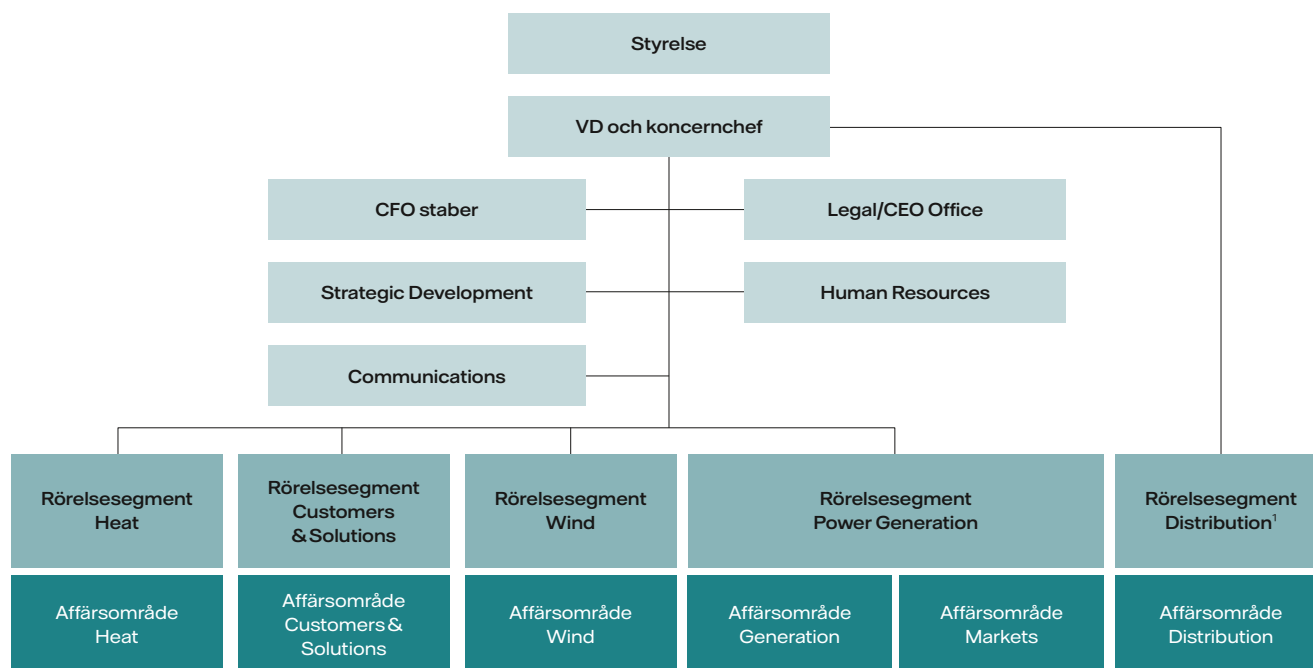 Styrelse
VD och koncernchef
CFO staber
Legal/CEO Office
Strategic Development
Human Resources
Communications
Rörelsesegment
Heat
Rörelsesegment
Customers
& Solutions
Rörelsesegment
Wind
Rörelsesegment
Power Generation
Rörelsesegment
Distribution¹
Affärsområde
Heat
Affärsområde
Customers &
Solutions
Affärsområde
Wind
Affärsområde
Generation
Affärsområde
Markets
Affärsområde
Distribution